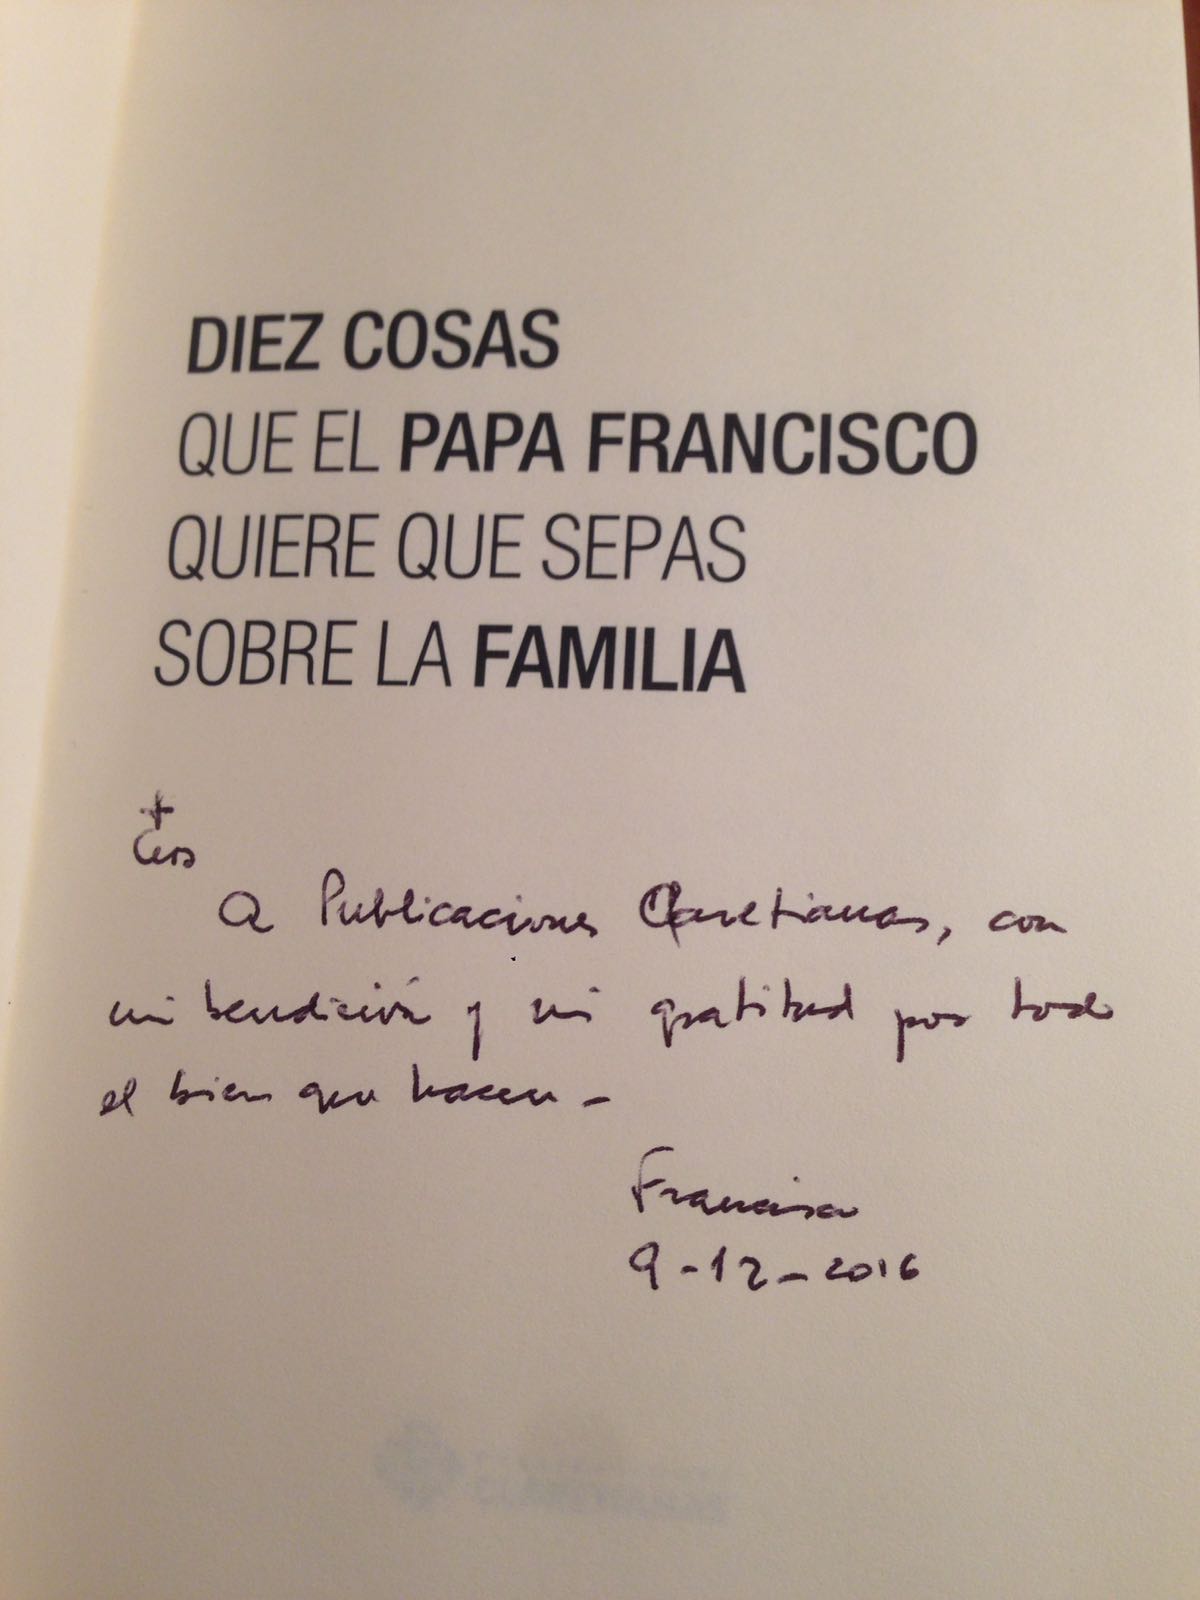 DIEZ COSAS
QUE EL PAPA FRANCISCO
QUIERE QUE SEPAS
SOBRE LA FAMILIA
+
A Publicaciones Claretianas, con
mi bendición y mi gratitud por todo
el bien que hacen -
Francisco
9-12-2016
CLARETIANAS